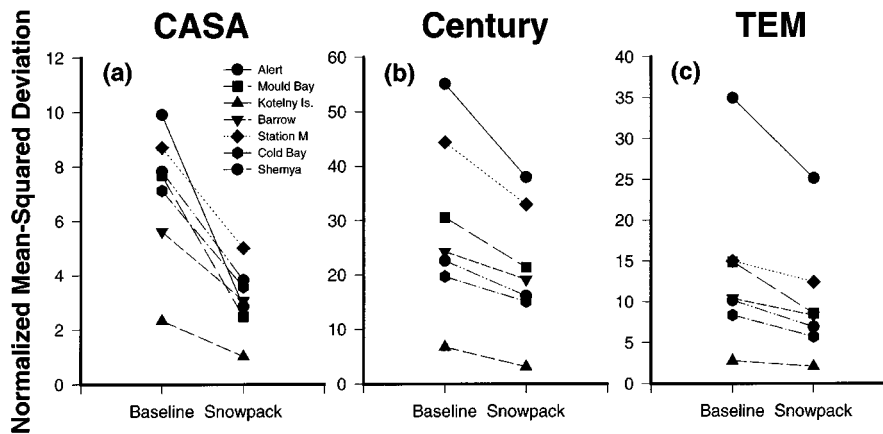 CASA
Century
TEM
Normalized Mean-Squared Deviation
(a)
12
10
8
6
4
2
0
Alert
Mould Bay
Kotelny Is.
Barrow
Station M
Cold Bay
Shemya
Baseline Snowpack
(b)
60
50
40
30
20
10
0
Baseline Snowpack
(c)
40
35
30
25
20
15
10
5
0
Baseline Snowpack